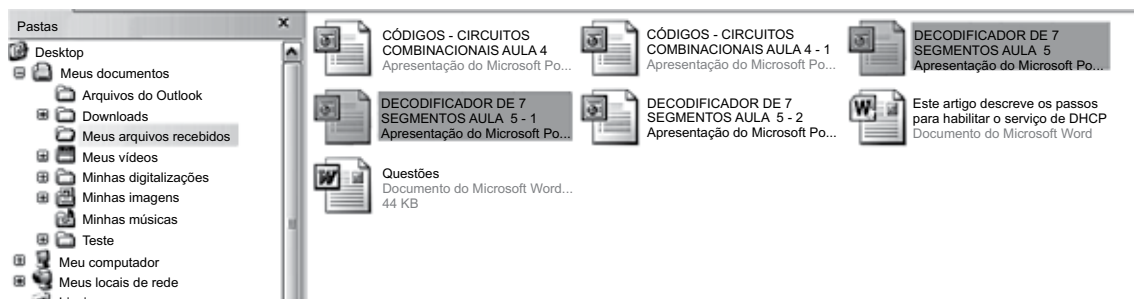 Pastas
Desktop
Meus documentos
Arquivos do Outlook
Downloads
Meus arquivos recebidos
Meus vídeos
Minhas digitalizações
Minhas imagens
Minhas músicas
Teste
Meu computador
Meus locais de rede
CÓDIGOS - CIRCUITOS
COMBINACIONAIS AULA 4
Apresentação do Microsoft Po...
CÓDIGOS - CIRCUITOS
COMBINACIONAIS AULA 4 - 1
Apresentação do Microsoft Po...
DECODIFICADOR DE 7
SEGMENTOS AULA 5
Apresentação do Microsoft Po...
DECODIFICADOR DE 7
SEGMENTOS AULA 5 - 1
Apresentação do Microsoft Po...
DECODIFICADOR DE 7
SEGMENTOS AULA 5 - 2
Apresentação do Microsoft Po...
Este artigo descreve os passos
para habilitar o serviço de DHCP
Documento do Microsoft Word
Questões
Documento do Microsoft Word...
44 KB